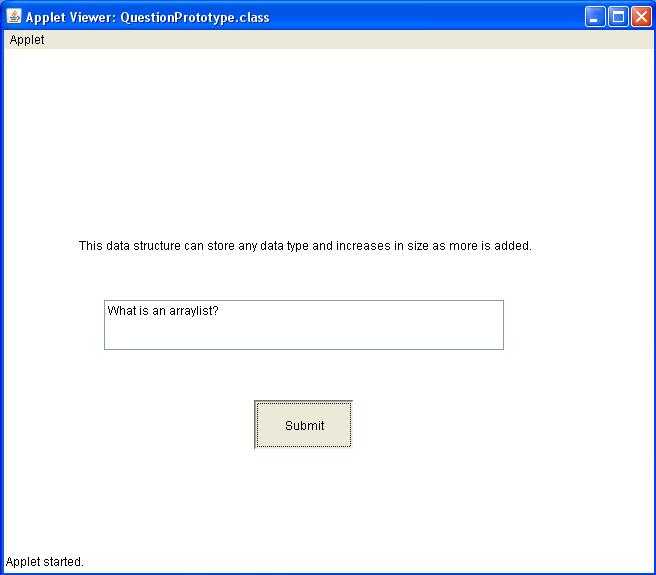 Applet Viewer: QuestionPrototype.class
Applet
This data structure can store any data type and increases in size as more is added.
What is an arraylist?
Submit
Applet started.